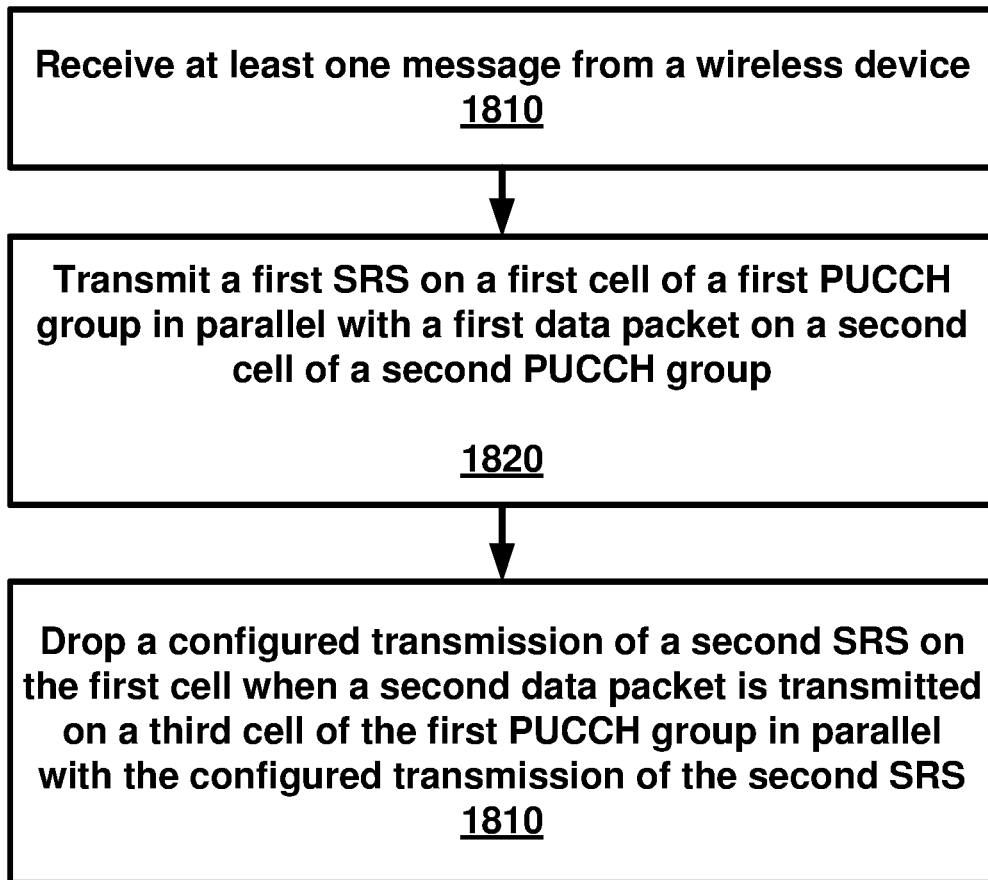 Receive at least one message from a wireless device
1810
Transmit a first SRS on a first cell of a first PUCCH
group in parallel with a first data packet on a second
cell of a second PUCCH group
1820
Drop a configured transmission of a second SRS on
the first cell when a second data packet is transmitted
on a third cell of the first PUCCH group in parallel
with the configured transmission of the second SRS
1810